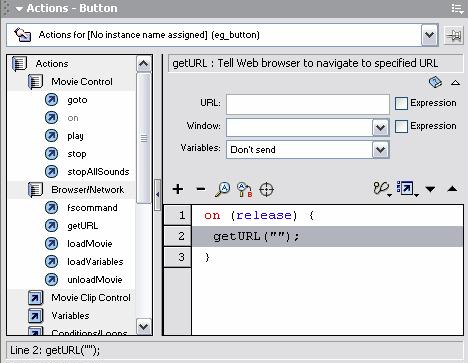 Actions - Button
Actions for [No instance name assigned] (eg_button)
Actions
Movie Control
goto
on
play
stop
stopAllSounds
Browser/Network
fscommand
getURL
loadMovie
loadVariables
unloadMovie
Movie Clip Control
Variables
Conditions/Loops
getURL : Tell Web browser to navigate to specified URL
URL: Expression
Window: Expression
Variables: Don't send
1 on (release) {
2 getURL("");
3 }
Line 2: getURL("");